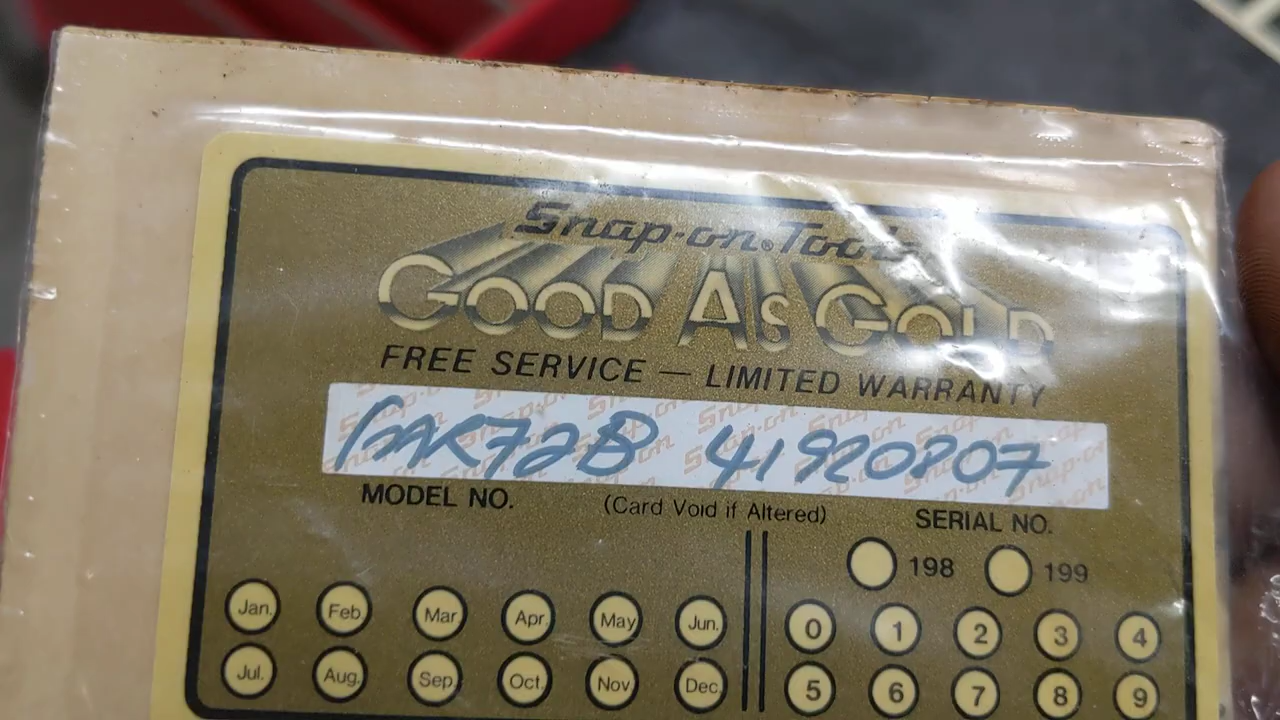 Snap-on® Tools
GOOD AS GOLD
FREE SERVICE — LIMITED WARRANTY
41920807
MODEL NO. (Card Void if Altered) SERIAL NO.
198 199
Jan. Feb. Mar Apr. May Jun. 0 1 2 3 4
Jul. Aug. Sep. Oct. Nov Dec. 5 6 7 8 9